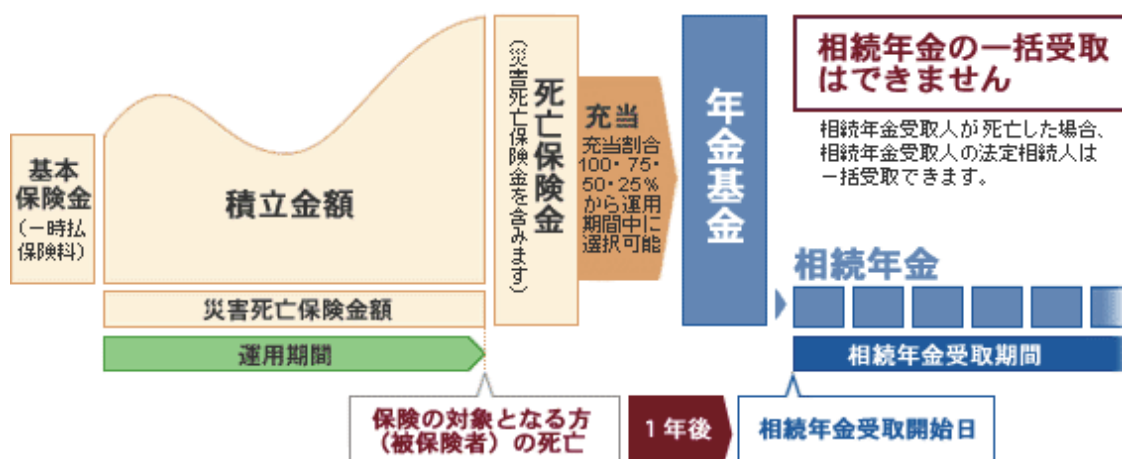 基本
保険金
（一時払
保険料）
積立金額
災害死亡保険金額
運用期間
死亡保険金
（災害死亡保険金を含みます）
充当
充当割合
100・75・
50・25％
から運用
期間中に
選択可能
年金基金
相続年金の一括受取
はできません
相続年金受取人が死亡した場合、
相続年金受取人の法定相続人は
一括受取できます。
相続年金
相続年金受取期間
保険の対象となる方
（被保険者）の死亡
1年後
相続年金受取開始日